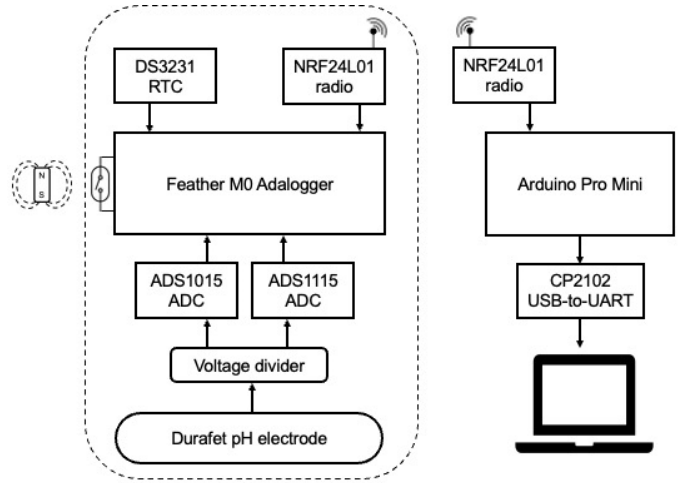 DS3231
RTC
NRF24L01
radio
NRF24L01
radio
N
S
Feather M0 Adalogger
Arduino Pro Mini
ADS1015
ADC
ADS1115
ADC
CP2102
USB-to-UART
Voltage divider
Durafet pH electrode